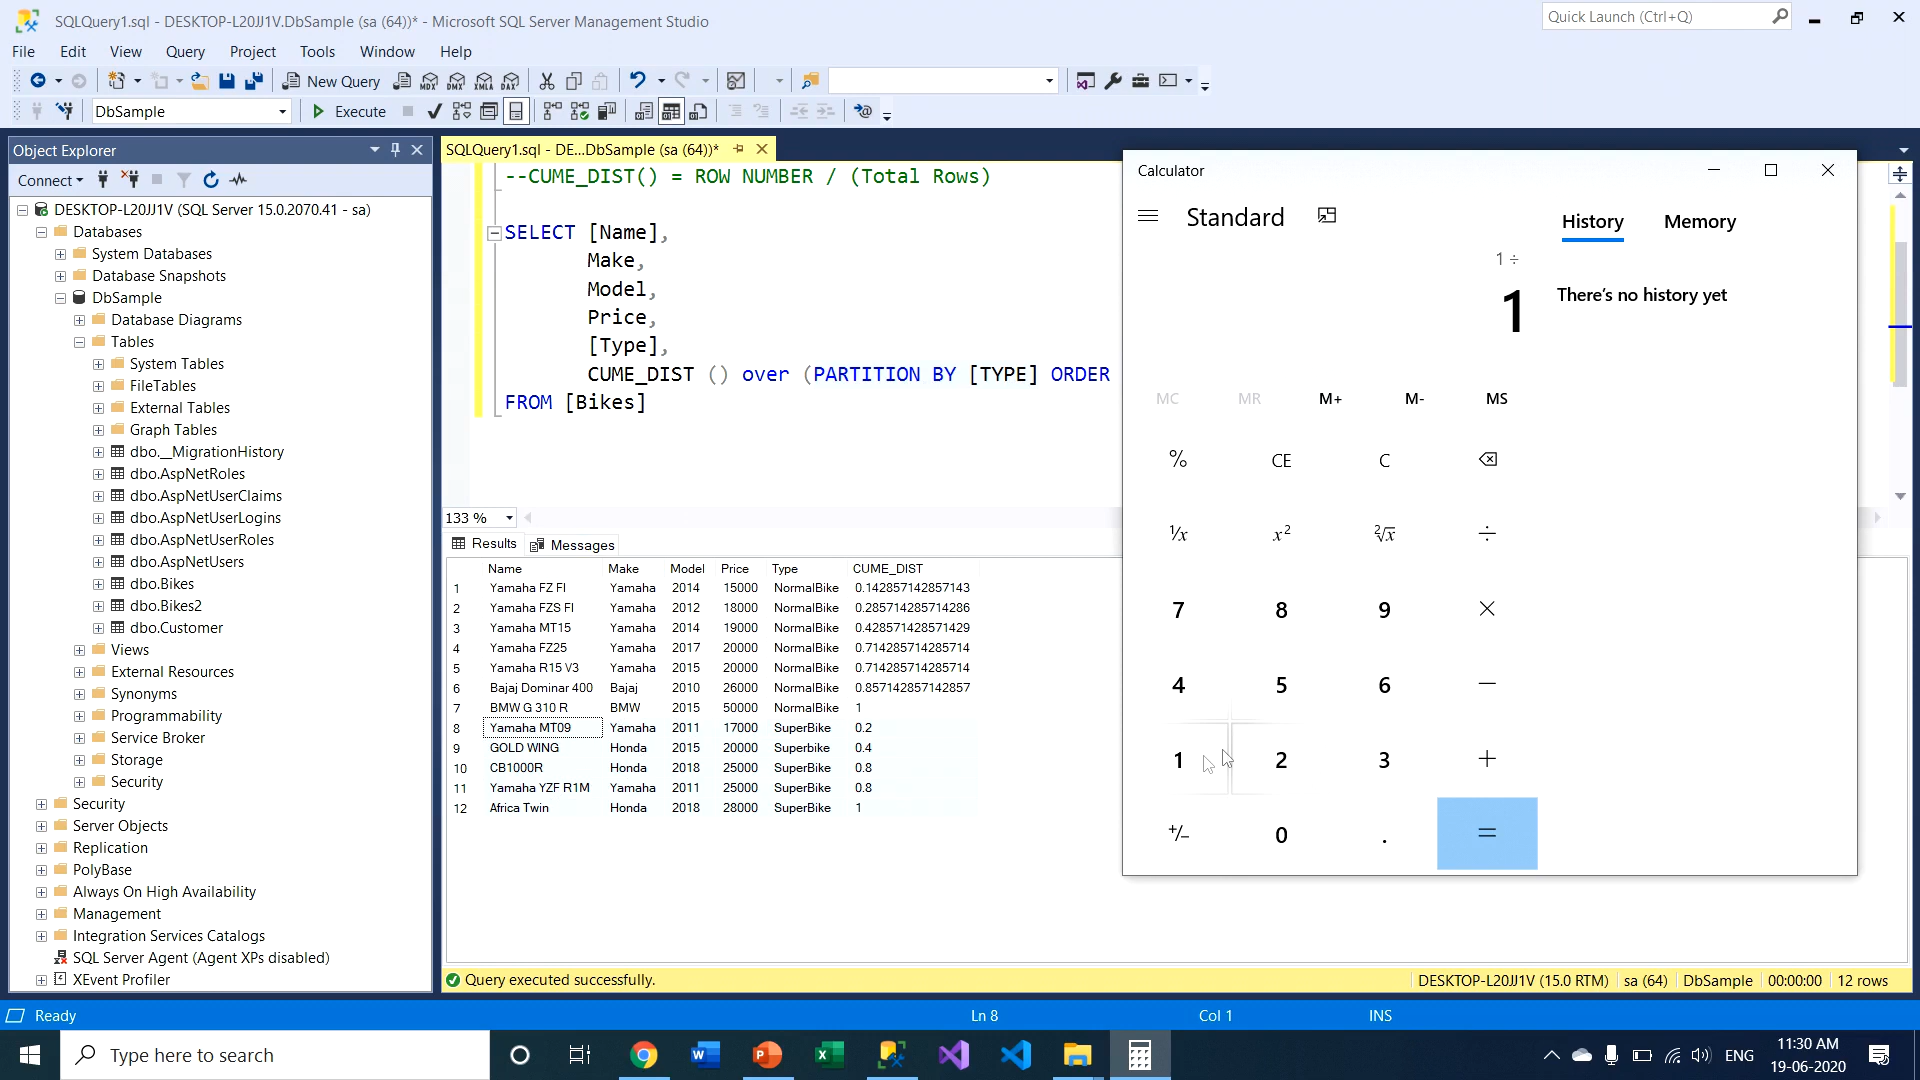 SQLQuery1.sql - DESKTOP-L20JJ1V.DbSample (sa (64))* - Microsoft SQL Server Management Studio
Quick Launch (Ctrl+Q)
File Edit View Query Project Tools Window Help
New Query
MDX DMX XMLA DAX
DbSample
Execute
Object Explorer
Connect
DESKTOP-L20JJ1V (SQL Server 15.0.2070.41 - sa)
Databases
System Databases
Database Snapshots
DbSample
Database Diagrams
Tables
System Tables
FileTables
External Tables
Graph Tables
dbo.__MigrationHistory
dbo.AspNetRoles
dbo.AspNetUserClaims
dbo.AspNetUserLogins
dbo.AspNetUserRoles
dbo.AspNetUsers
dbo.Bikes
dbo.Bikes2
dbo.Customer
Views
External Resources
Synonyms
Programmability
Service Broker
Storage
Security
Security
Server Objects
Replication
PolyBase
Always On High Availability
Management
Integration Services Catalogs
SQL Server Agent (Agent XPs disabled)
XEvent Profiler
SQLQuery1.sql - DE...DbSample (sa (64))*
--CUME_DIST() = ROW NUMBER / (Total Rows)
SELECT [Name],
Make,
Model,
Price,
[Type],
CUME_DIST () over (PARTITION BY [TYPE] ORDER
FROM [Bikes]
133 %
Results Messages
Name Make Model Price Type CUME_DIST
1 Yamaha FZ FI Yamaha 2014 15000 NormalBike 0.142857142857143
2 Yamaha FZS FI Yamaha 2012 18000 NormalBike 0.285714285714286
3 Yamaha MT15 Yamaha 2014 19000 NormalBike 0.428571428571429
4 Yamaha FZ25 Yamaha 2017 20000 NormalBike 0.714285714285714
5 Yamaha R15 V3 Yamaha 2015 20000 NormalBike 0.714285714285714
6 Bajaj Dominar 400 Bajaj 2010 26000 NormalBike 0.857142857142857
7 BMW G 310 R BMW 2015 50000 NormalBike 1
8 Yamaha MT09 Yamaha 2011 17000 SuperBike 0.2
9 GOLD WING Honda 2015 20000 Superbike 0.4
10 CB1000R Honda 2018 25000 SuperBike 0.8
11 Yamaha YZF R1M Yamaha 2011 25000 SuperBike 0.8
12 Africa Twin Honda 2018 28000 SuperBike 1
Calculator
Standard
History Memory
1 ÷
1
There's no history yet
MC MR M+ M- MS
% CE C
¹/x x² ²√x ÷
7 8 9 ×
4 5 6 −
1 2 3 +
+/− 0 . =
Query executed successfully.
DESKTOP-L20JJ1V (15.0 RTM) sa (64) DbSample 00:00:00 12 rows
Ready
Ln 8 Col 1 INS
Type here to search
ENG
11:30 AM
19-06-2020